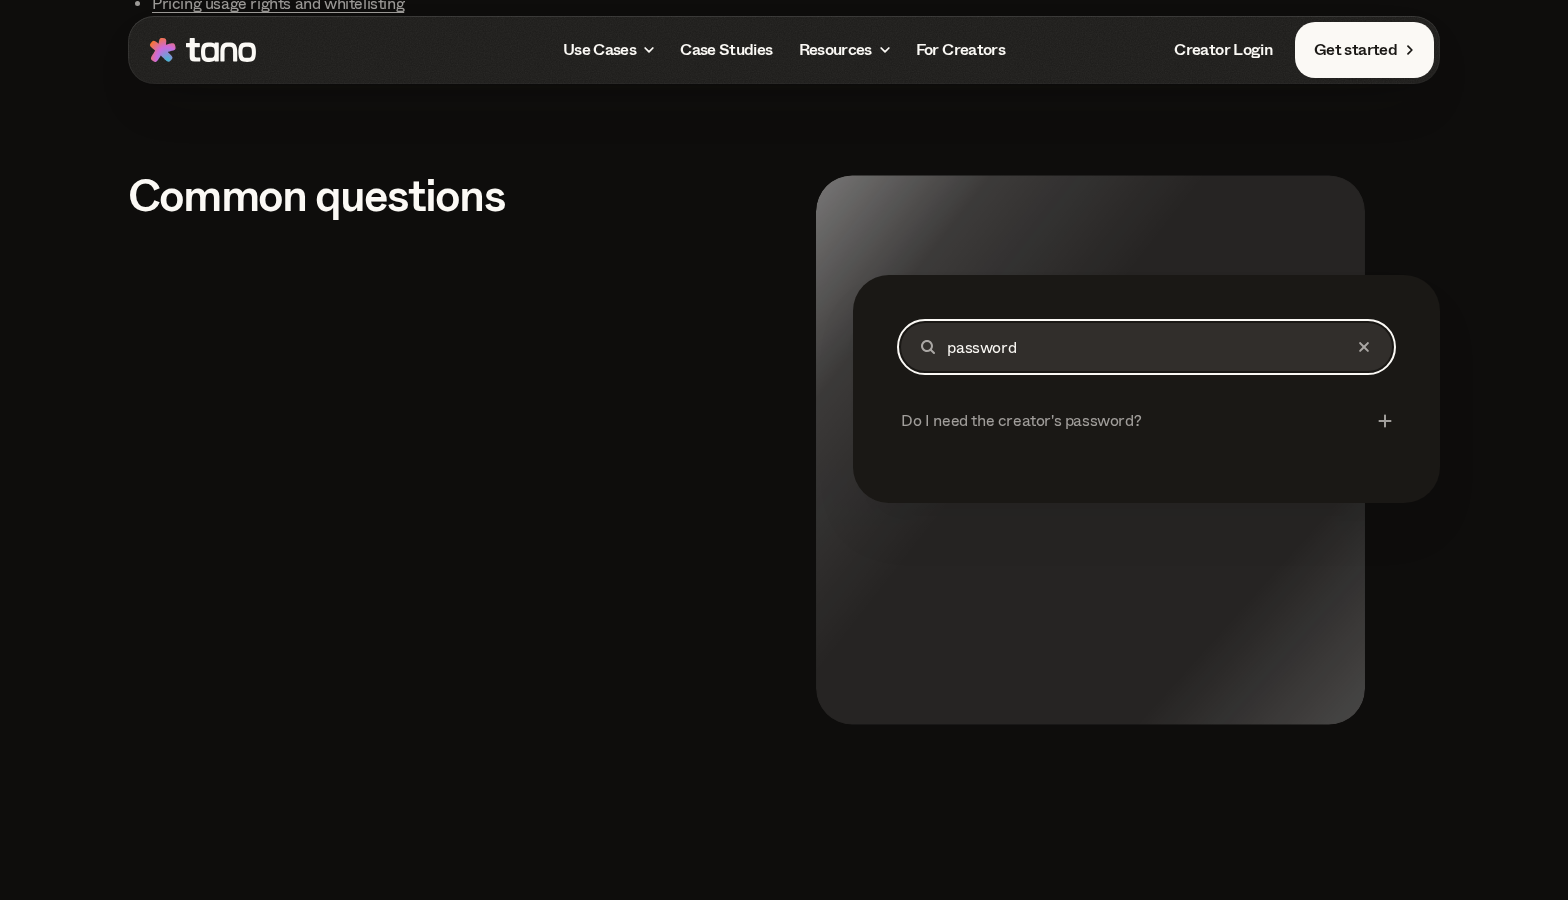 Pricing usage rights and whitelisting
tano
Use Cases
Case Studies
Resources
For Creators
Creator Login
Get started
Common questions
password
Do I need the creator's password?